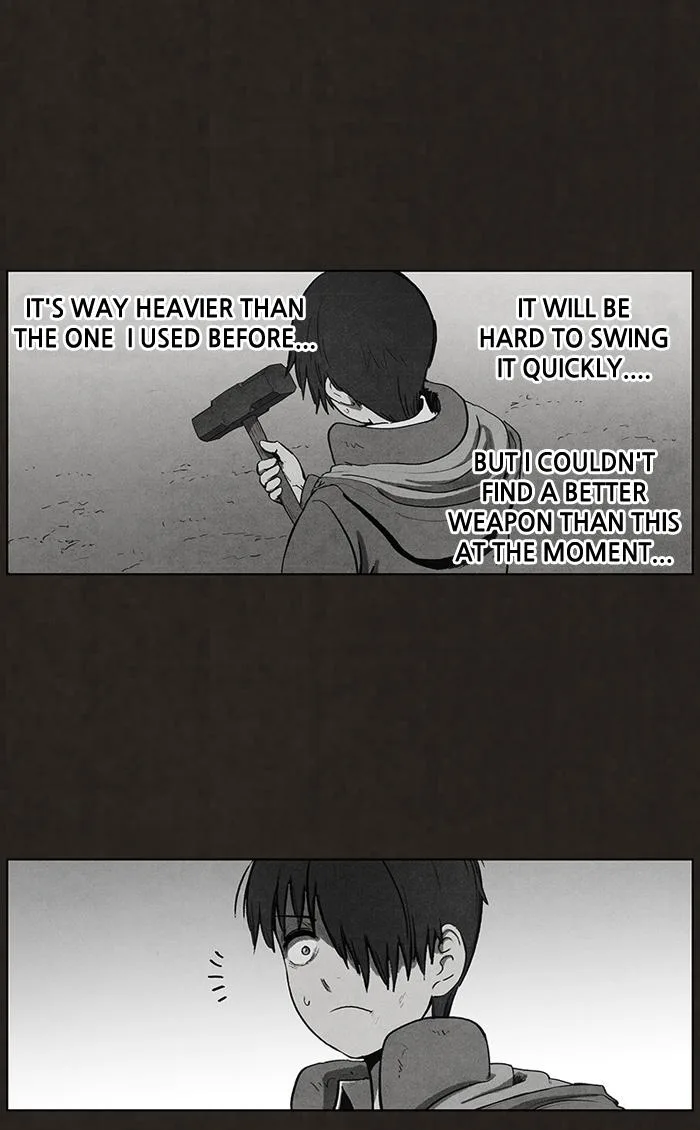 IT'S WAY HEAVIER THAN
THE ONE I USED BEFORE...
IT WILL BE
HARD TO SWING
IT QUICKLY....
BUT I COULDN'T
FIND A BETTER
WEAPON THAN THIS
AT THE MOMENT...